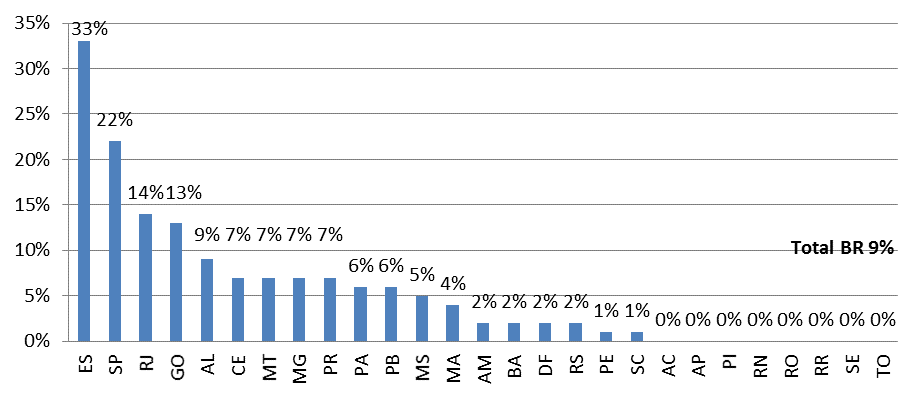 35%
30%
25%
20%
15%
10%
5%
0%
33%
22%
14%
13%
9%
7%
7%
7%
7%
6%
6%
5%
4%
2%
2%
2%
2%
1%
1%
0%
0%
0%
0%
0%
0%
0%
0%
Total BR 9%
ES
SP
RJ
GO
AL
CE
MT
MG
PR
PA
PB
MS
MA
AM
BA
DF
RS
PE
SC
AC
AP
PI
RN
RO
RR
SE
TO